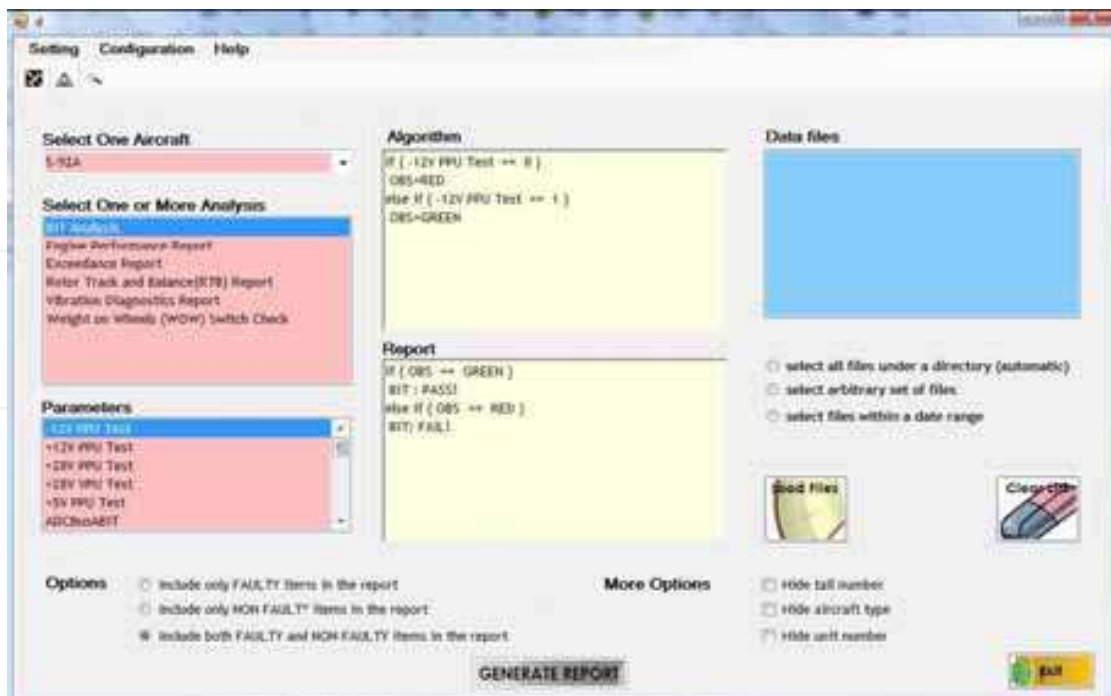 Setting Configuration Help
Select One Aircraft
S-92A
Select One or More Analysis
BIT Analysis
Engine Performance Report
Exceedance Report
Rotor Track and Balance(RTB) Report
Vibration Diagnostics Report
Weight on Wheels (WOW) Switch Check
Parameters
-12V PPU Test
+12V PPU Test
+28V PPU Test
+28V VPU Test
+5V PPU Test
Algorithm
if ( -12V PPU Test == 0 )
OBS=RED
else if ( -12V PPU Test == 1 )
OBS=GREEN
Report
if ( OBS == GREEN )
BIT : PASS!
else if ( OBS == RED )
BIT: FAIL!
Data files
select all files under a directory (automatic)
select arbitrary set of files
select files within a date range
Files
Clear
Options
Include only FAULTY items in the report
Include only NON FAULTY items in the report
Include both FAULTY and NON FAULTY items in the report
More Options
Hide tail number
Hide aircraft type
Hide unit number
GENERATE REPORT
Exit